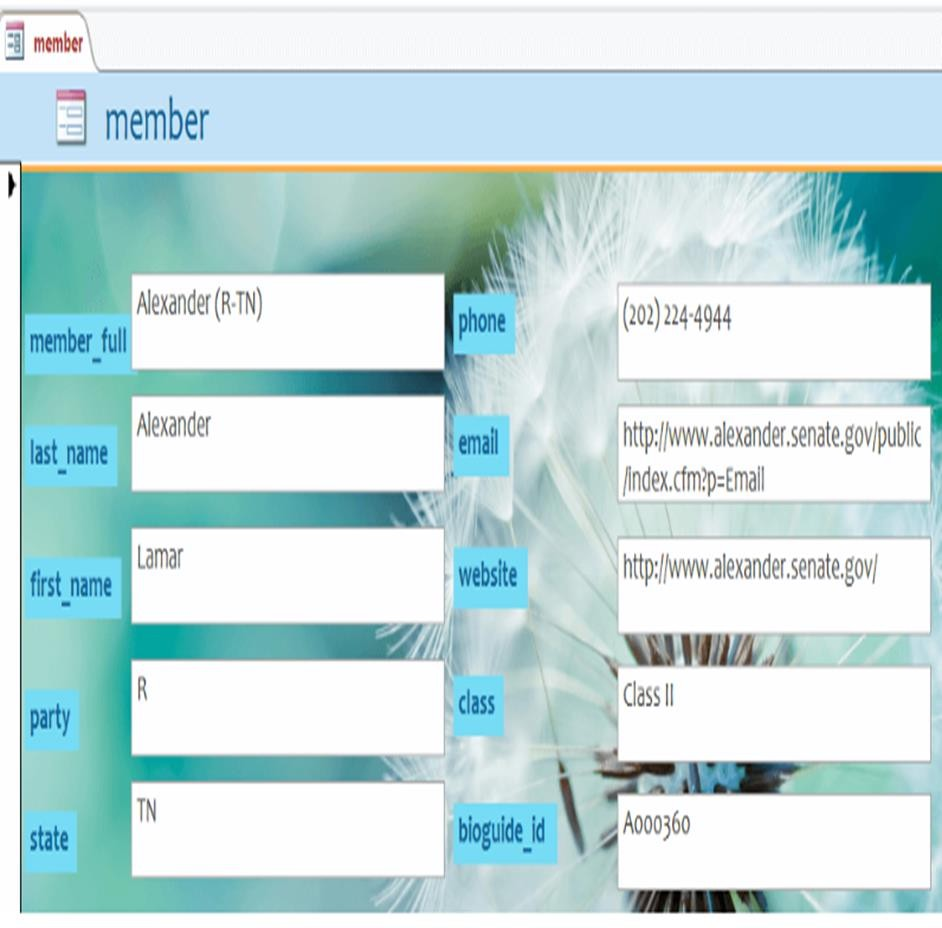 member
member
member_full
Alexander (R-TN)
last_name
Alexander
first_name
Lamar
party
R
state
TN
phone
(202) 224-4944
email
http://www.alexander.senate.gov/public
/index.cfm?p=Email
website
http://www.alexander.senate.gov/
class
Class II
bioguide_id
A000360